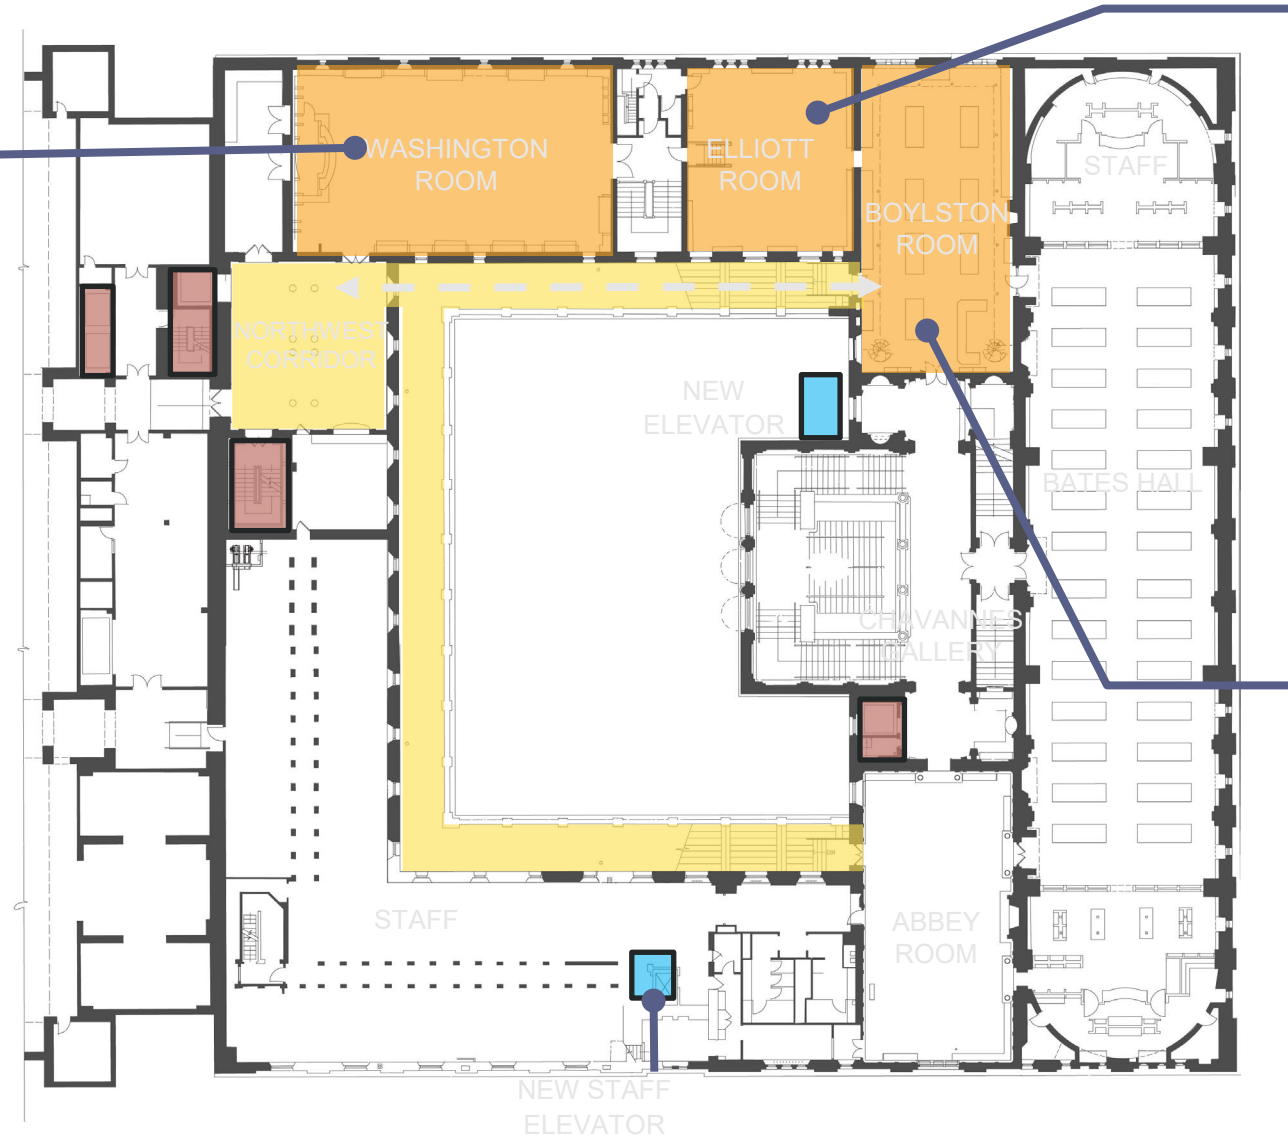 WASHINGTON
ROOM
ELLIOTT
ROOM
BOYLSTON
ROOM
STAFF
NORTHWEST
CORRIDOR
NEW
ELEVATOR
BATES HALL
CHAVANNES
GALLERY
STAFF
ABBEY
ROOM
NEW STAFF
ELEVATOR